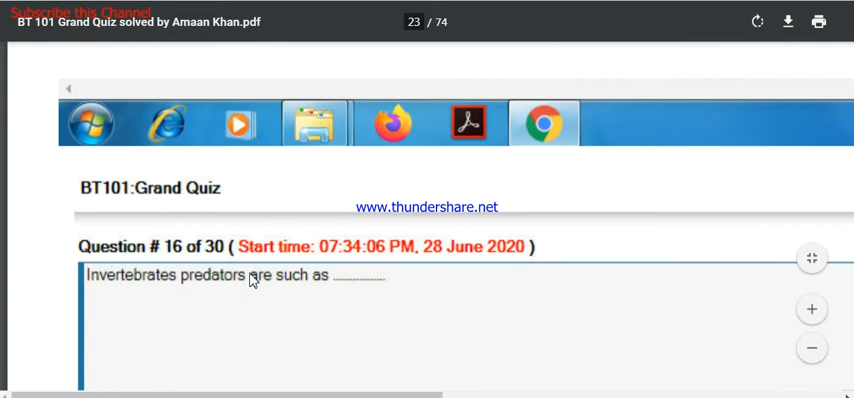 Subscribe this Channel
BT 101 Grand Quiz solved by Amaan Khan.pdf
23 / 74
BT101:Grand Quiz
www.thundershare.net
Question # 16 of 30 ( Start time: 07:34:06 PM, 28 June 2020 )
Invertebrates predators are such as ....................